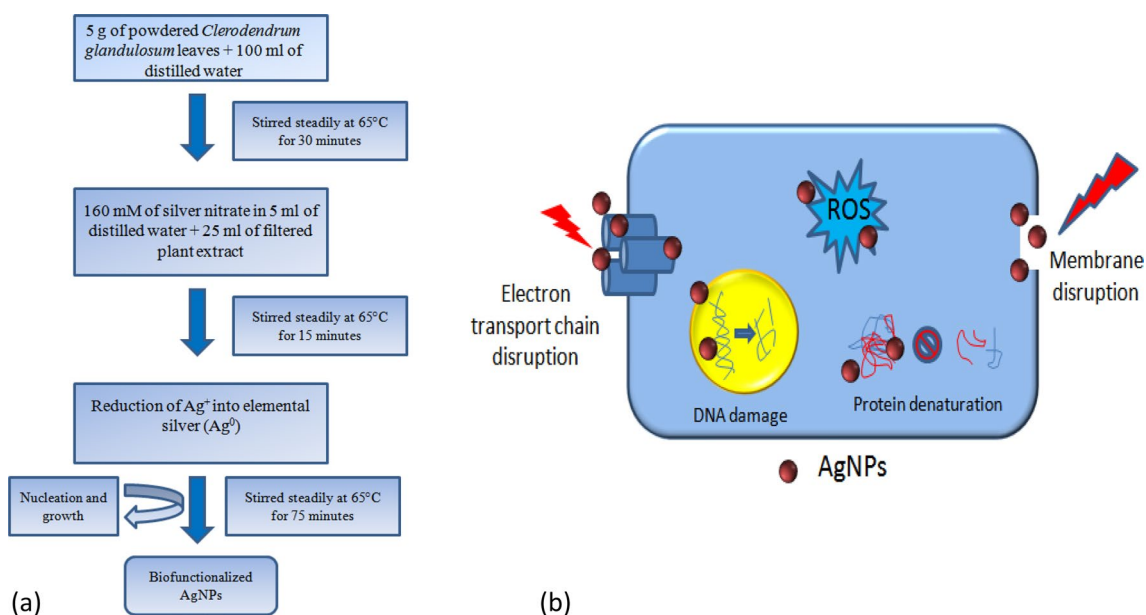 5 g of powdered Clerodendrum
glandulosum leaves + 100 ml of
distilled water
Stirred steadily at 65°C
for 30 minutes
160 mM of silver nitrate in 5 ml of
distilled water + 25 ml of filtered
plant extract
Stirred steadily at 65°C
for 15 minutes
Reduction of Ag⁺ into elemental
silver (Ag⁰)
Nucleation and
growth
Stirred steadily at 65°C
for 75 minutes
Biofunctionalized
AgNPs
(a)
ROS
Electron
transport chain
disruption
Membrane
disruption
DNA damage
Protein denaturation
AgNPs
(b)